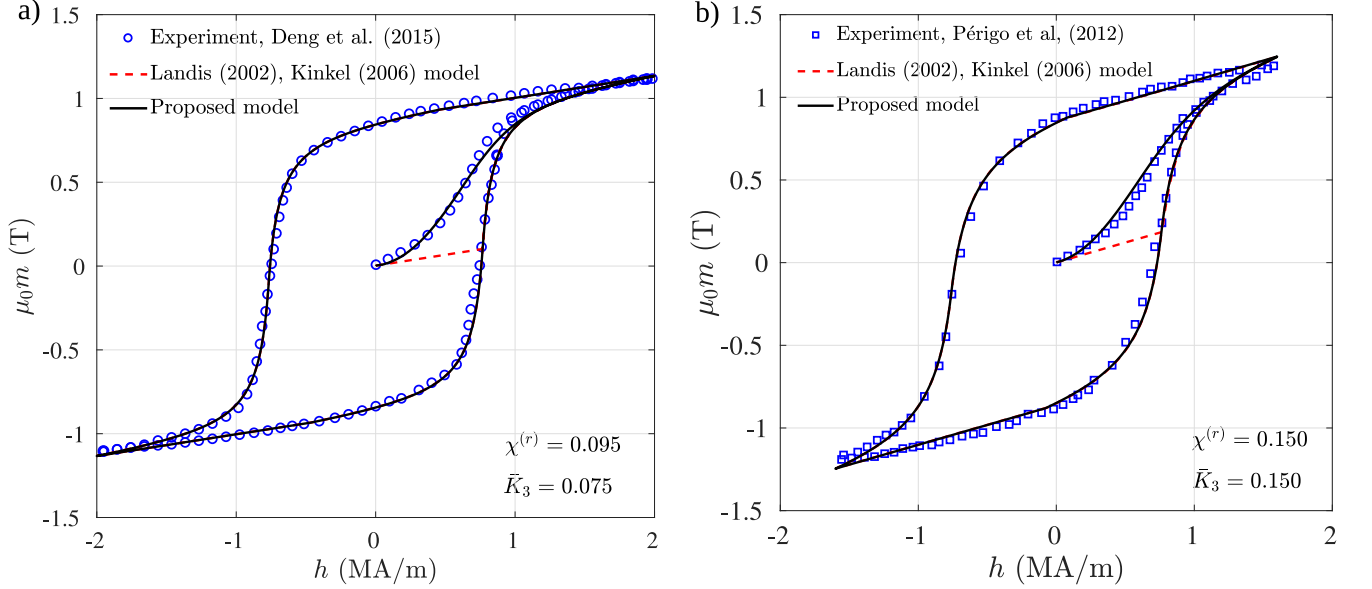 a)
1.5
1
0.5
0
-0.5
-1
-1.5
μ₀m (T)
Experiment, Deng et al. (2015)
Landis (2002), Kinkel (2006) model
Proposed model
χ⁽ʳ⁾ = 0.095
K̄₃ = 0.075
-2 -1 0 1 2
h (MA/m)
b)
1.5
1
0.5
0
-0.5
-1
-1.5
μ₀m (T)
Experiment, Périgo et al, (2012)
Landis (2002), Kinkel (2006) model
Proposed model
χ⁽ʳ⁾ = 0.150
K̄₃ = 0.150
-2 -1 0 1 2
h (MA/m)